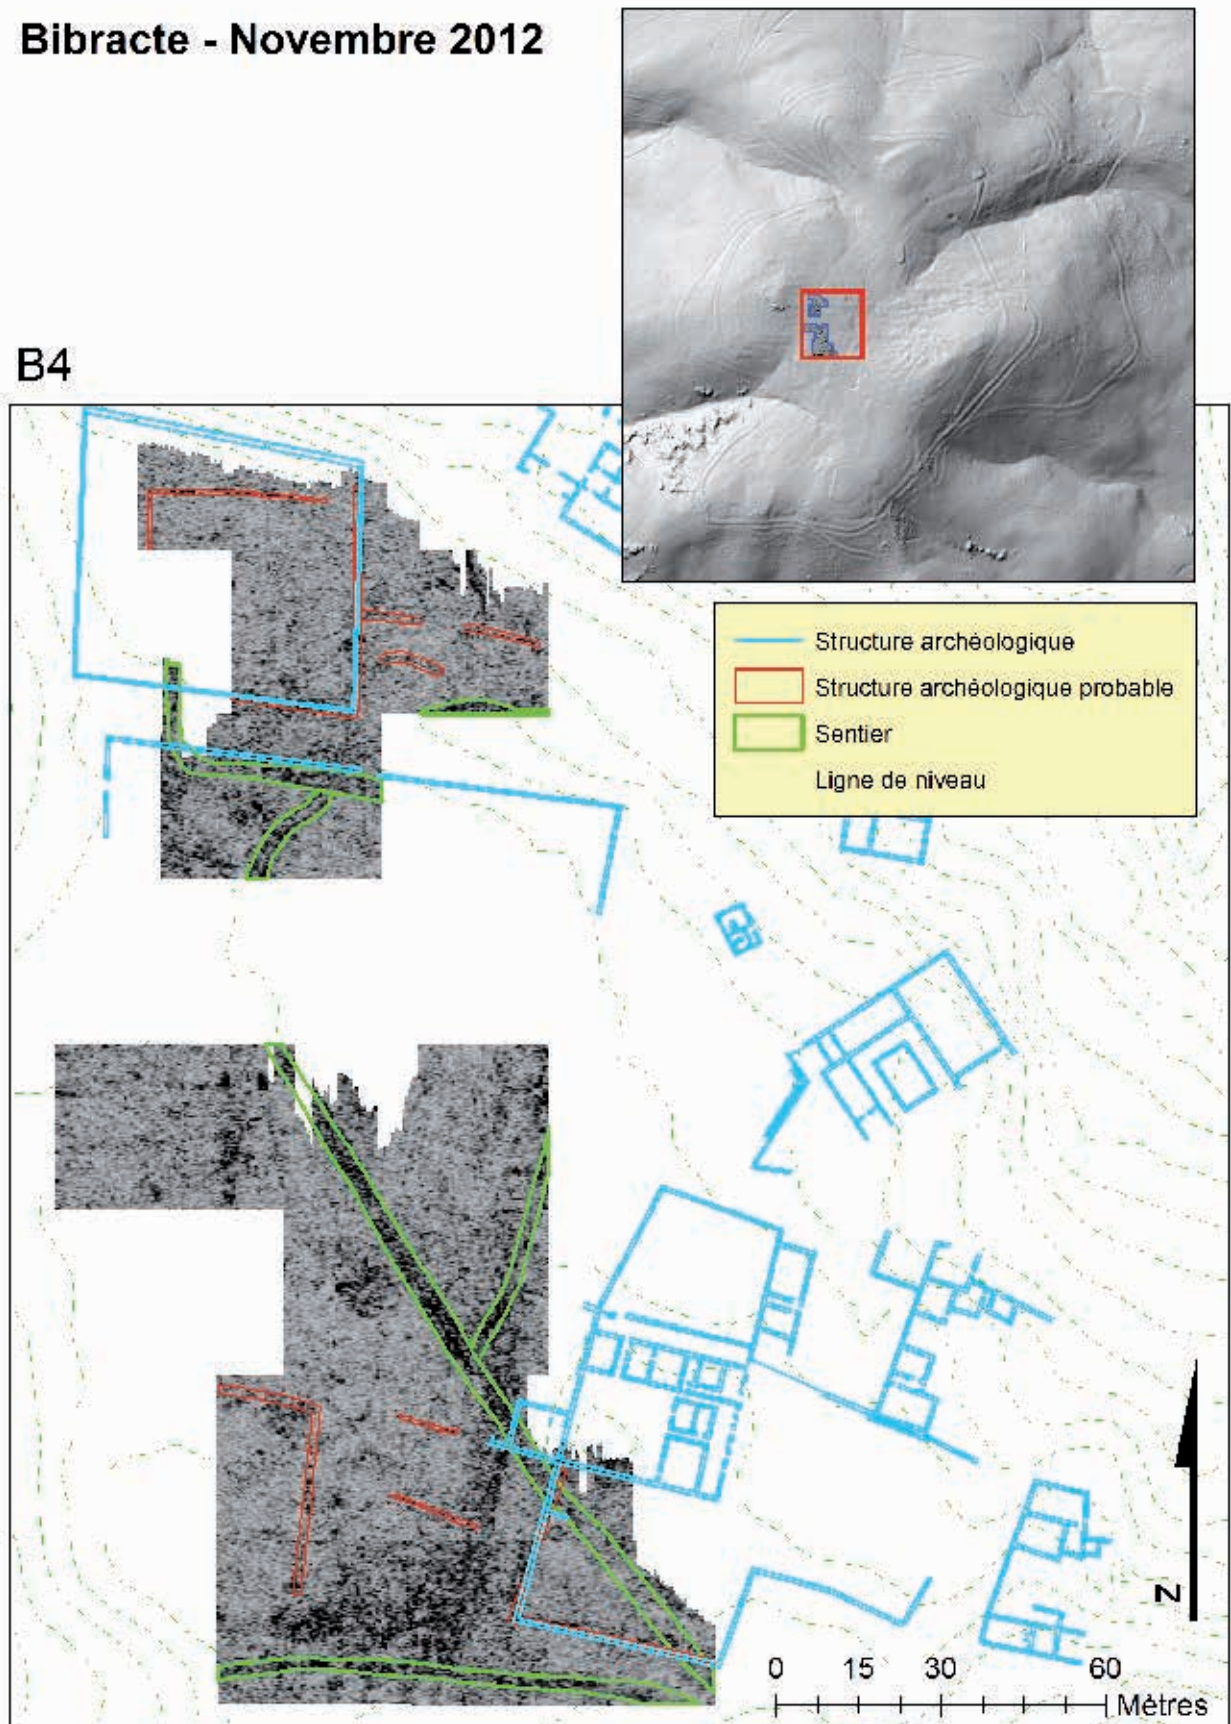 Bibracte - Novembre 2012
B4
Structure archéologique
Structure archéologique probable
Sentier
Ligne de niveau
N
0 15 30 60
Mètres